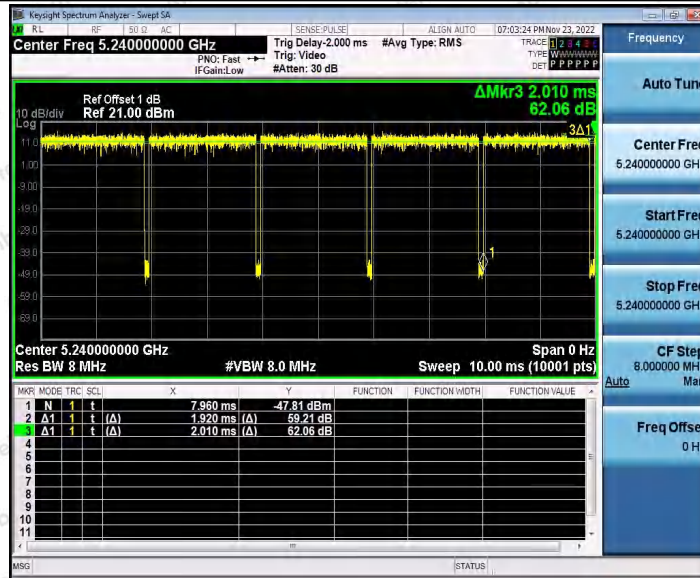 Keysight Spectrum Analyzer - Swept SA
RL RF 50 Ω AC SENSE:PULSE ALIGN AUTO 07:03:24 PM Nov 23, 2022
Center Freq 5.240000000 GHz
PNO: Fast
IFGain:Low
Trig Delay-2.000 ms
Trig: Video
#Atten: 30 dB
#Avg Type: RMS
TRACE 1 2 3 4 5 6
TYPE WWWWWW
DET P P P P P P
ΔMkr3 2.010 ms
62.06 dB
Ref Offset 1 dB
10 dB/div Ref 21.00 dBm
Log
3Δ1
11.0
1.00
-9.00
-19.0
-29.0
-39.0
-49.0
-59.0
-69.0
1
Center 5.240000000 GHz Span 0 Hz
Res BW 8 MHz #VBW 8.0 MHz Sweep 10.00 ms (10001 pts)
MKR MODE TRC SCL X Y FUNCTION FUNCTION WIDTH FUNCTION VALUE
1 N 1 t 7.960 ms -47.81 dBm
2 Δ1 1 t (Δ) 1.920 ms (Δ) 59.21 dB
3 Δ1 1 t (Δ) 2.010 ms (Δ) 62.06 dB
4
5
6
7
8
9
10
11
MSG STATUS
Frequency
Auto Tune
Center Freq
5.240000000 GH
Start Freq
5.240000000 GH
Stop Freq
5.240000000 GH
CF Step
8.000000 MH
Auto Ma
Freq Offse
0 H